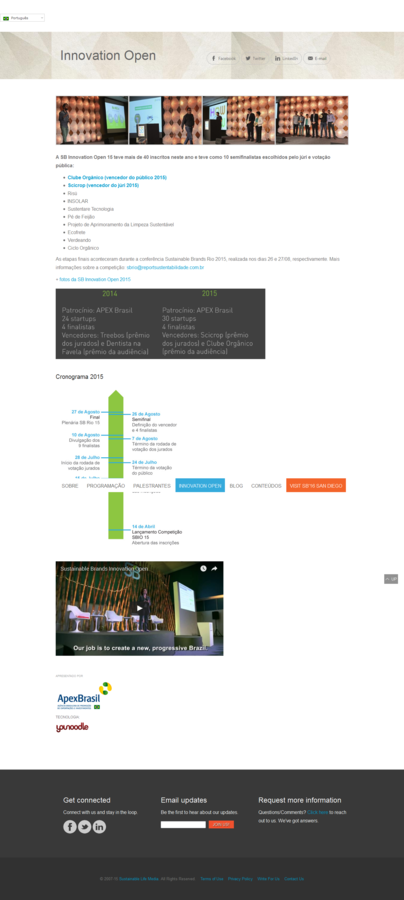 Português
Innovation Open
Facebook
Twitter
LinkedIn
E-mail
A SB Innovation Open 15 teve mais de 40 inscritos neste ano e teve como 10 semifinalistas escolhidos pelo júri e votação
pública:
Clube Orgânico (vencedor do público 2015)
Scicrop (vencedor do júri 2015)
INSOLAR
Sustentare Tecnologia
Pé de Feijão
Projeto de Aprimoramento da Limpeza Sustentável
Ecofrete
Verdeando
Ciclo Orgânico
As etapas finais aconteceram durante a conferência Sustainable Brands Rio 2015, realizada nos dias 26 e 27/08, respectivamente. Mais
informações sobre a competição:
+ fotos da SB Innovation Open 2015
2014
Patrocínio: APEX Brasil
24 startups
4 finalistas
Vencedores: Treebos (prêmio
dos jurados) e Dentista na
Favela (prêmio da audiência)
2015
Patrocínio: APEX Brasil
30 startups
4 finalistas
Vencedores: Scicrop (prêmio
dos jurados) e Clube Orgânico
(prêmio da audiência)
Cronograma 2015
27 de Agosto
Final
Plenária SB Rio 15
26 de Agosto
Semifinal
Definição do vencedor
e 4 finalistas
10 de Agosto
Divulgação dos
9 finalistas
7 de Agosto
Término da rodada de
votação dos jurados
28 de Julho
Início da rodada de
votação jurados
24 de Julho
Término da votação
do público
SOBRE
PROGRAMAÇÃO
PALESTRANTES
INNOVATION OPEN
BLOG
CONTEÚDOS
VISIT SB'16 SAN DIEGO
14 de Abril
Lançamento Competição
SBIO 15
Abertura das inscrições
UP
Sustainable Brands Innovation Open
Our job is to create a new, progressive Brazil.
ApexBrasil
TECNOLOGIA
younoodle
Get connected
Connect with us and stay in the loop.
Email updates
Be the first to hear about our updates.
Request more information
Questions/Comments? Click here to reach
out to us. We've got answers.
Sustainable Life Media. All Rights Reserved.
Terms of Use
Privacy Policy
Write For Us
Contact Us